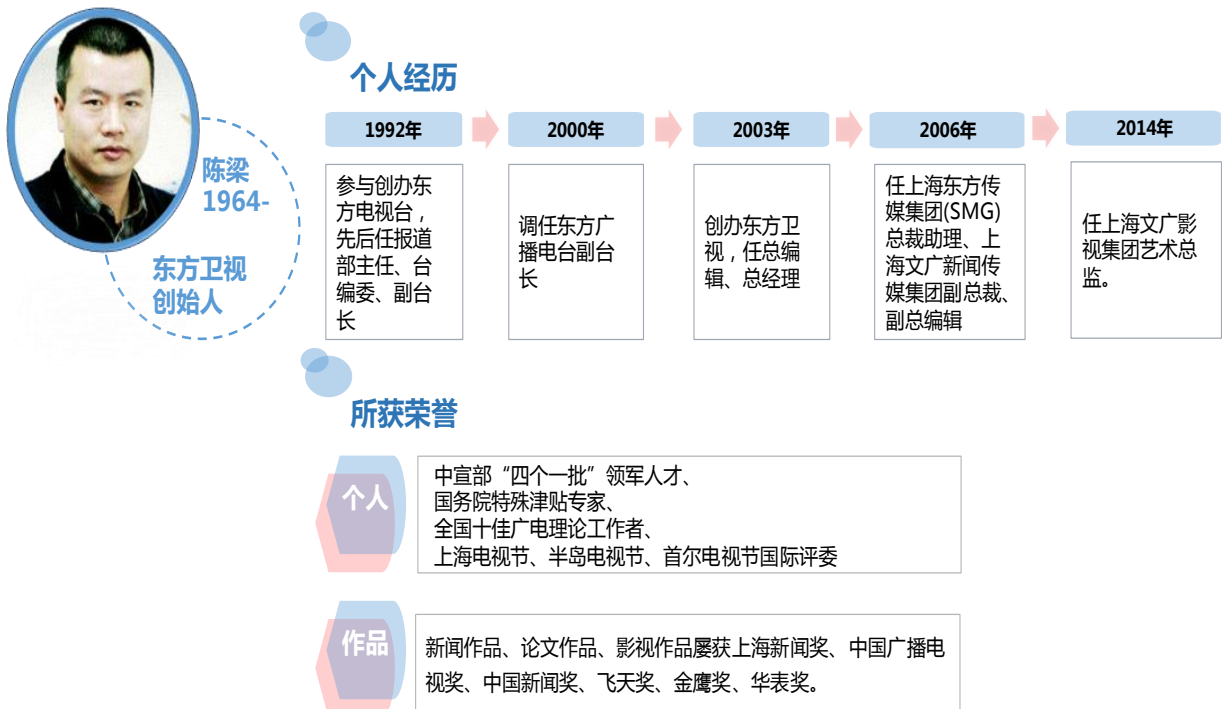 陈梁
1964-
东方卫视
创始人
个人经历
1992年
2000年
2003年
2006年
2014年
参与创办东
方电视台，
先后任报道
部主任、台
编委、副台
长
调任东方广
播电台副台
长
创办东方卫
视，任总编
辑、总经理
任上海东方传
媒集团(SMG)
总裁助理、上
海文广新闻传
媒集团副总裁、
副总编辑
任上海文广影
视集团艺术总
监。
所获荣誉
个人
中宣部“四个一批”领军人才、
国务院特殊津贴专家、
全国十佳广电理论工作者、
上海电视节、半岛电视节、首尔电视节国际评委
作品
新闻作品、论文作品、影视作品屡获上海新闻奖、中国广播电
视奖、中国新闻奖、飞天奖、金鹰奖、华表奖。